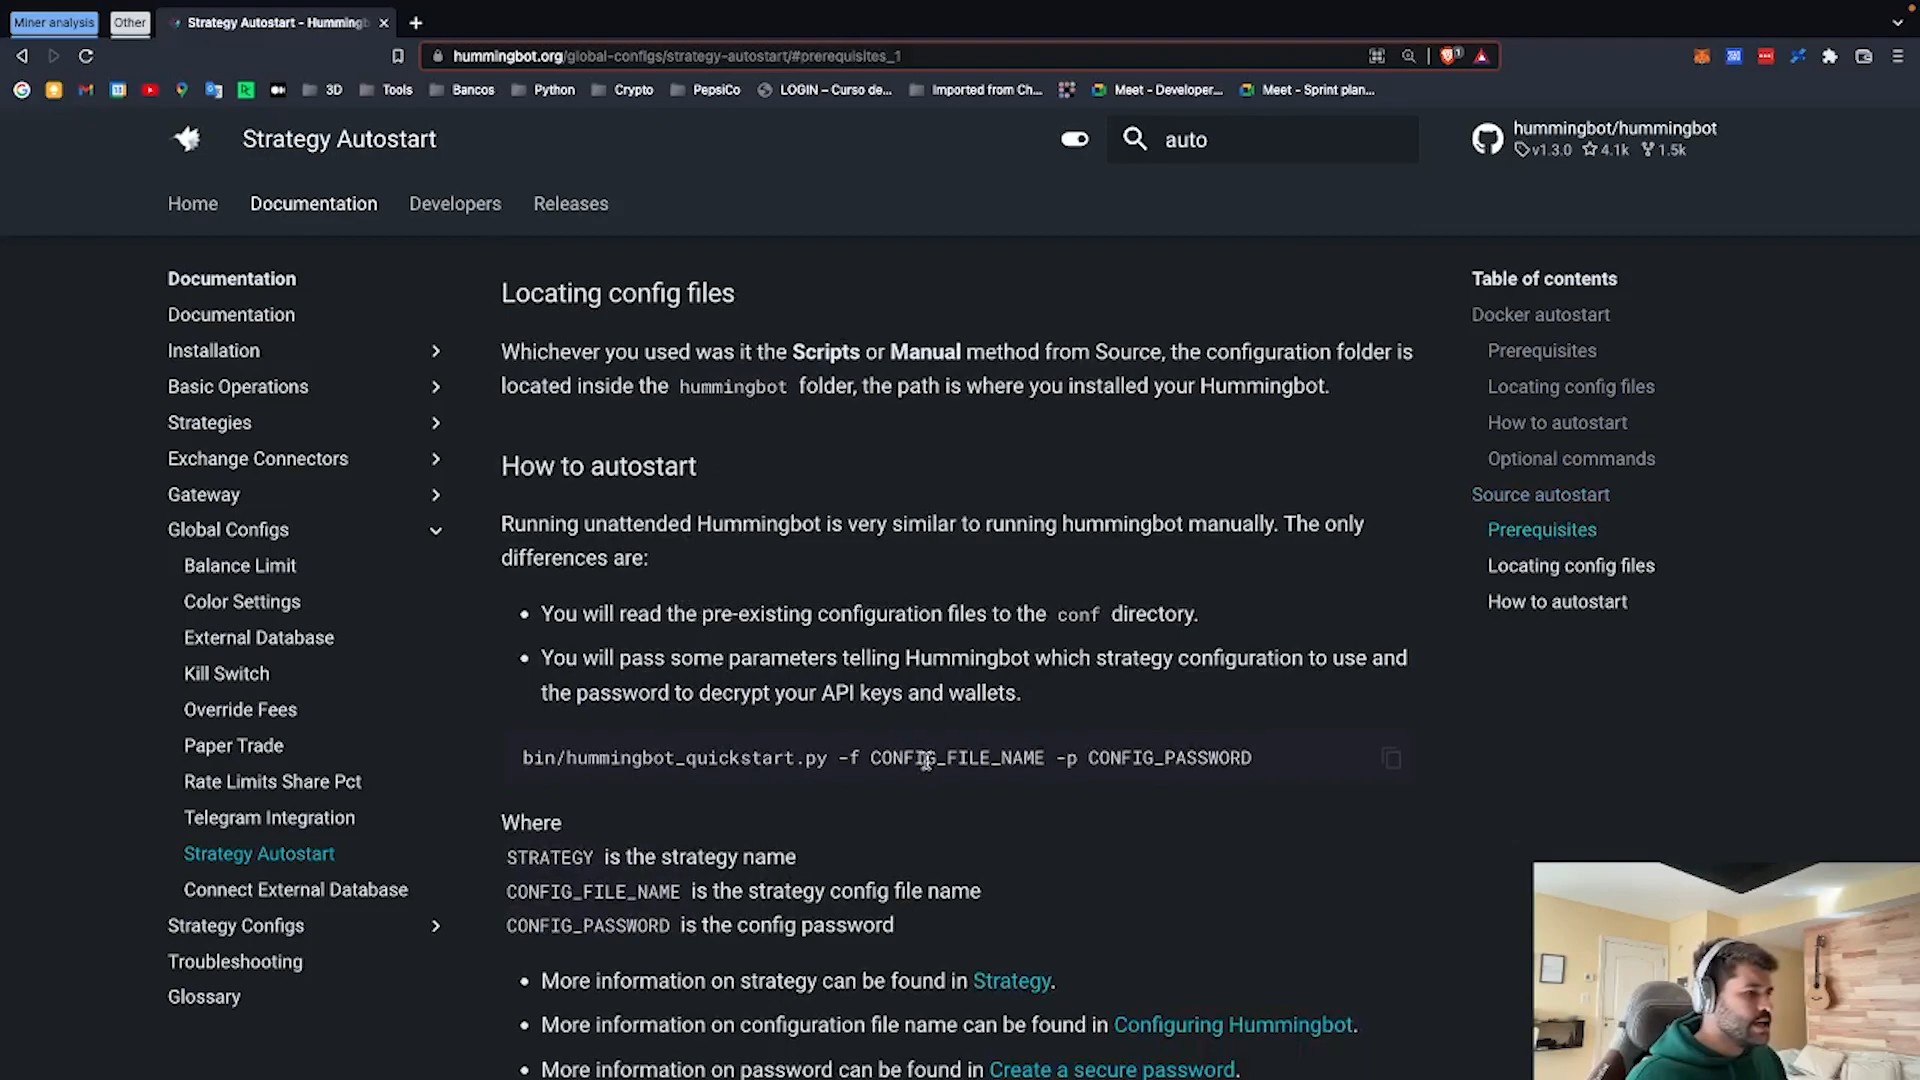 Miner analysis
Other
Strategy Autostart - Hummingb
hummingbot.org/global-configs/strategy-autostart/#prerequisites_1
1
3D
Tools
Bancos
Python
Crypto
PepsiCo
LOGIN – Curso de...
Imported from Ch...
Meet - Developer...
Meet - Sprint plan...
Strategy Autostart
auto
hummingbot/hummingbot
v1.3.0 4.1k 1.5k
Home
Documentation
Developers
Releases
Documentation
Documentation
Installation
Basic Operations
Strategies
Exchange Connectors
Gateway
Global Configs
Balance Limit
Color Settings
External Database
Kill Switch
Override Fees
Paper Trade
Rate Limits Share Pct
Telegram Integration
Strategy Autostart
Connect External Database
Strategy Configs
Troubleshooting
Glossary
Locating config files
Whichever you used was it the Scripts or Manual method from Source, the configuration folder is
located inside the hummingbot folder, the path is where you installed your Hummingbot.
How to autostart
Running unattended Hummingbot is very similar to running hummingbot manually. The only
differences are:
• You will read the pre-existing configuration files to the conf directory.
• You will pass some parameters telling Hummingbot which strategy configuration to use and
the password to decrypt your API keys and wallets.
bin/hummingbot_quickstart.py -f CONFIG_FILE_NAME -p CONFIG_PASSWORD
Where
STRATEGY is the strategy name
CONFIG_FILE_NAME is the strategy config file name
CONFIG_PASSWORD is the config password
• More information on strategy can be found in Strategy.
• More information on configuration file name can be found in Configuring Hummingbot.
• More information on password can be found in Create a secure password.
Table of contents
Docker autostart
Prerequisites
Locating config files
How to autostart
Optional commands
Source autostart
Prerequisites
Locating config files
How to autostart